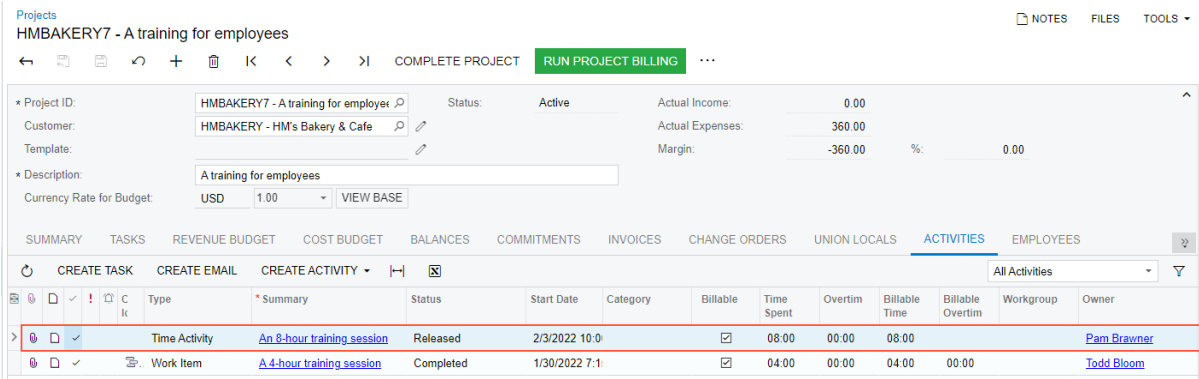 Projects
HMBAKERY7 - A training for employees
NOTES FILES TOOLS
COMPLETE PROJECT RUN PROJECT BILLING ...
* Project ID: HMBAKERY7 - A training for employee Status: Active Actual Income: 0.00
Customer: HMBAKERY - HM's Bakery & Cafe Actual Expenses: 360.00
Template: Margin: -360.00 %: 0.00
* Description: A training for employees
Currency Rate for Budget: USD 1.00 VIEW BASE
SUMMARY TASKS REVENUE BUDGET COST BUDGET BALANCES COMMITMENTS INVOICES CHANGE ORDERS UNION LOCALS ACTIVITIES EMPLOYEES
CREATE TASK CREATE EMAIL CREATE ACTIVITY All Activities
Type * Summary Status Start Date Category Billable Time Spent Overtim Billable Time Billable Overtim Workgroup Owner
Time Activity An 8-hour training session Released 2/3/2022 10:0 08:00 00:00 08:00 Pam Brawner
Work Item A 4-hour training session Completed 1/30/2022 7:1 04:00 00:00 04:00 00:00 Todd Bloom